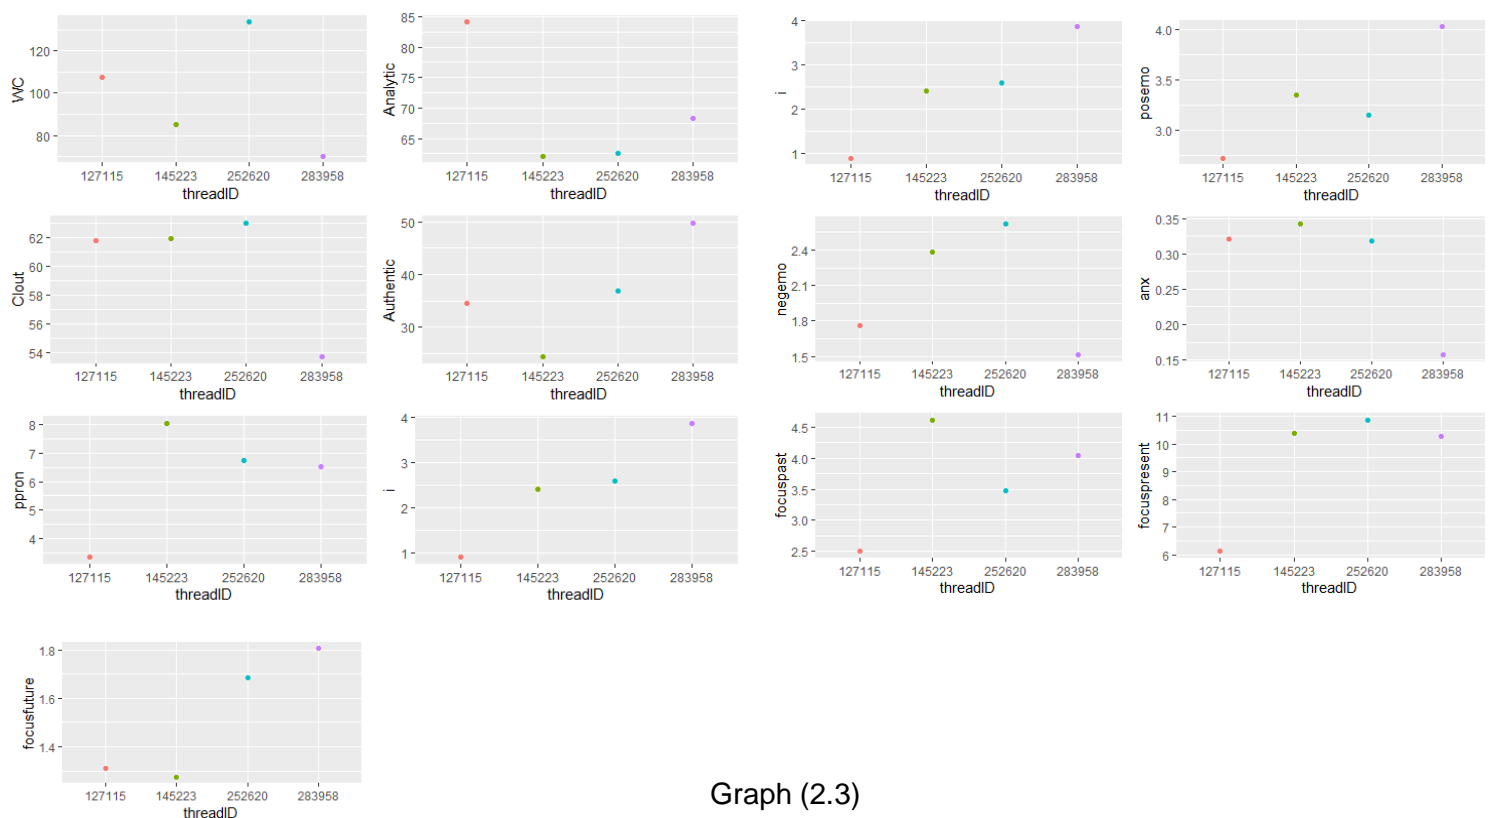 WC
120
100
80
127115 145223 252620 283958
threadID
Analytic
85
80
75
70
65
127115 145223 252620 283958
threadID
i
4
3
2
1
127115 145223 252620 283958
threadID
posemo
4.0
3.5
3.0
127115 145223 252620 283958
threadID
Clout
62
60
58
56
54
127115 145223 252620 283958
threadID
Authentic
50
40
30
127115 145223 252620 283958
threadID
negemo
2.4
2.1
1.8
1.5
127115 145223 252620 283958
threadID
anx
0.35
0.30
0.25
0.20
0.15
127115 145223 252620 283958
threadID
ppron
8
7
6
5
4
127115 145223 252620 283958
threadID
i
4
3
2
1
127115 145223 252620 283958
threadID
focuspast
4.5
4.0
3.5
3.0
2.5
127115 145223 252620 283958
threadID
focuspresent
11
10
9
8
7
6
127115 145223 252620 283958
threadID
focusfuture
1.8
1.6
1.4
127115 145223 252620 283958
threadID
Graph (2.3)